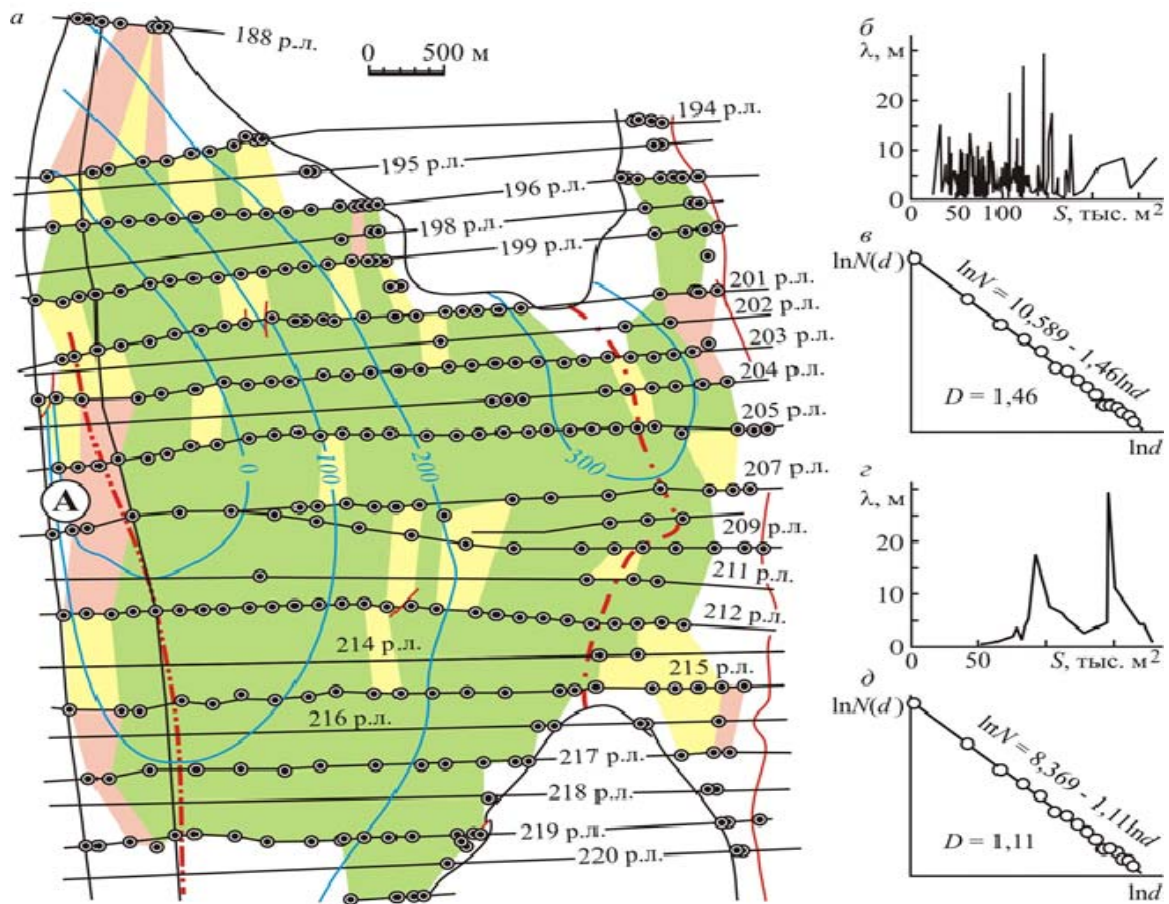 а
188 р.л.
0 500 м
194 р.л.
195 р.л.
196 р.л.
198 р.л.
199 р.л.
201 р.л.
202 р.л.
203 р.л.
204 р.л.
205 р.л.
207 р.л.
209 р.л.
211 р.л.
212 р.л.
214 р.л.
215 р.л.
216 р.л.
217 р.л.
218 р.л.
219 р.л.
220 р.л.
0
100
200
300
А
б
λ, м
20
10
0
0 50 100 S, тыс. м²
в
lnN(d)
lnN = 10,589 - 1,46lnd
D = 1,46
lnd
г
λ, м
20
10
0
0 50 S, тыс. м²
д
lnN(d)
lnN = 8,369 - 1,11lnd
D = 1,11
lnd